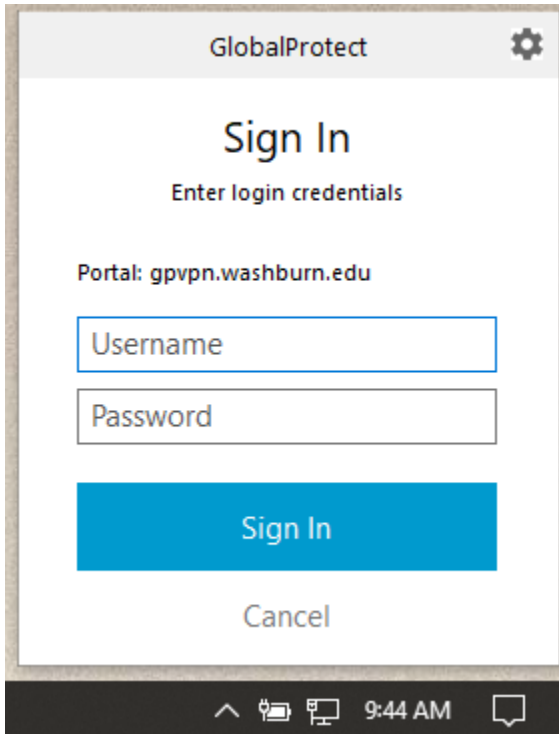 GlobalProtect
Sign In
Enter login credentials
Portal: gpvpn.washburn.edu
Username
Password
Sign In
Cancel
9:44 AM